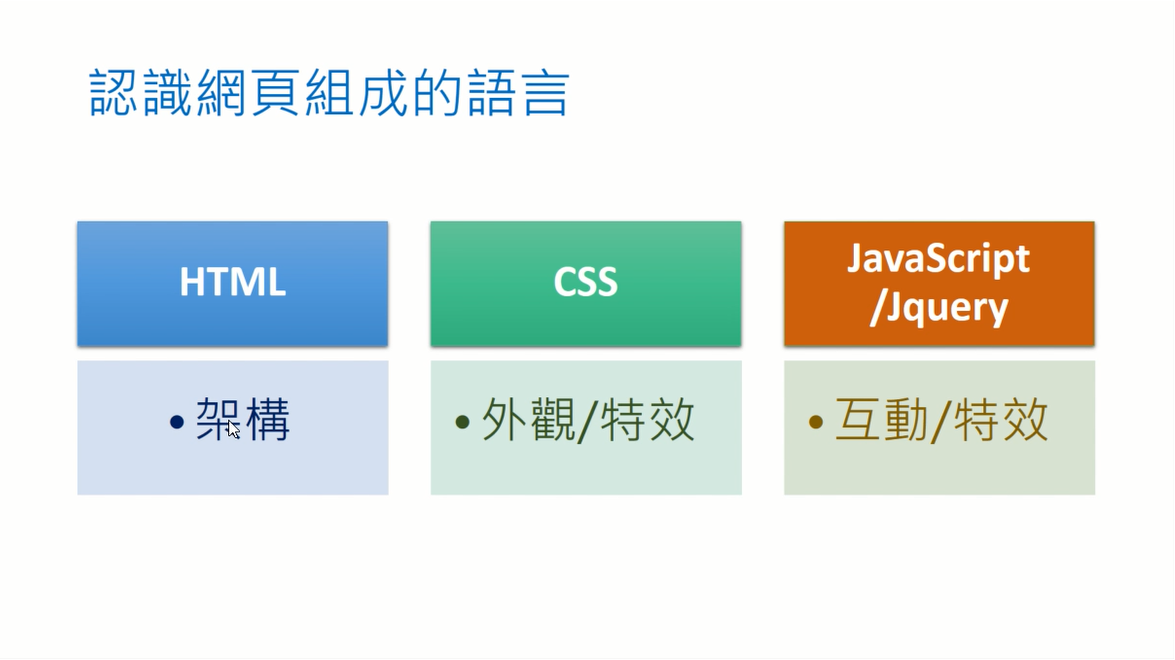 認識網頁組成的語言
HTML
•架構
CSS
•外觀/特效
JavaScript
/Jquery
•互動/特效